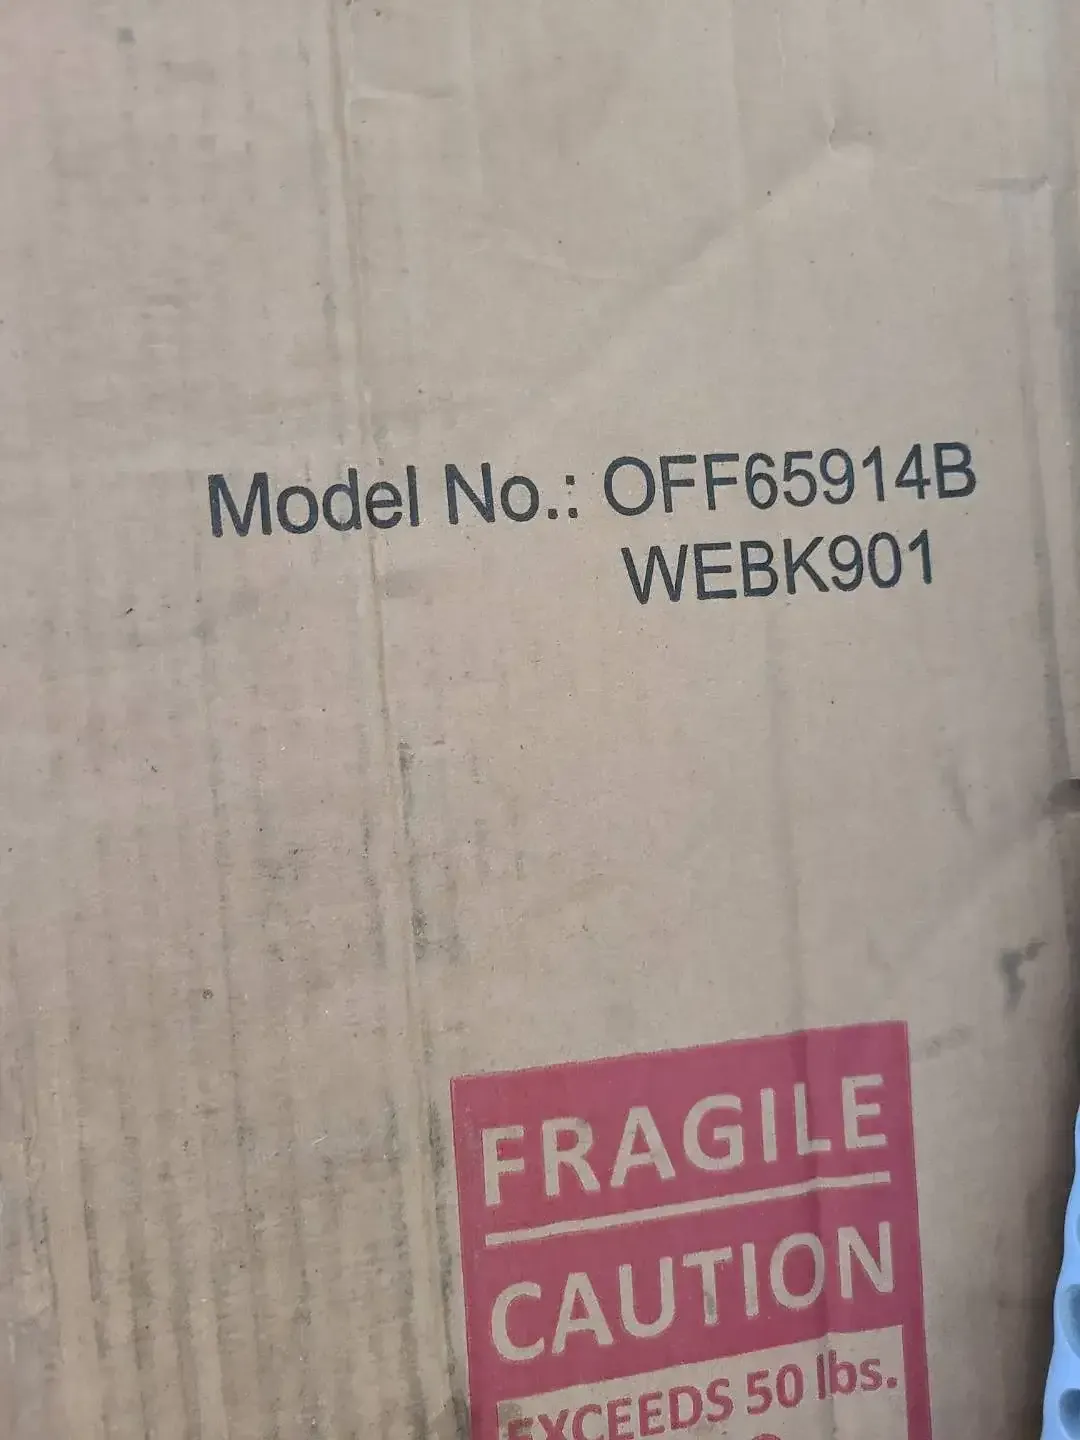 Model No.: OFF65914B
WEBK901
FRAGILE
CAUTION
EXCEEDS 50 lbs.